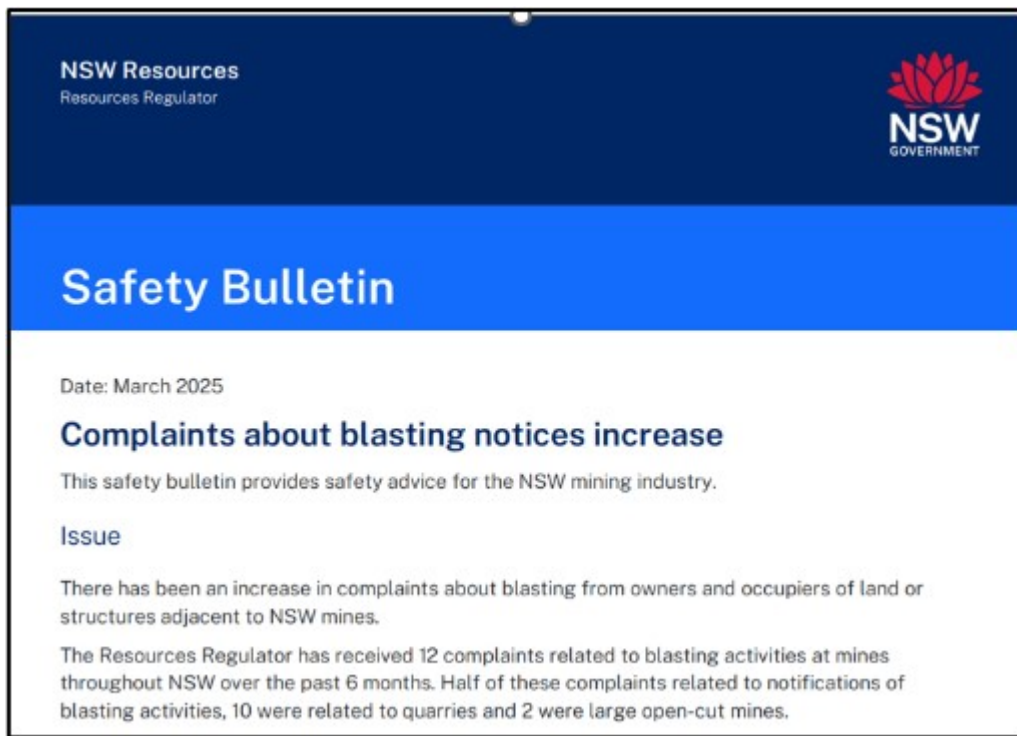 NSW Resources
Resources Regulator
NSW
GOVERNMENT
Safety Bulletin
Date: March 2025
Complaints about blasting notices increase
This safety bulletin provides safety advice for the NSW mining industry.
Issue
There has been an increase in complaints about blasting from owners and occupiers of land or
structures adjacent to NSW mines.
The Resources Regulator has received 12 complaints related to blasting activities at mines
throughout NSW over the past 6 months. Half of these complaints related to notifications of
blasting activities, 10 were related to quarries and 2 were large open-cut mines.